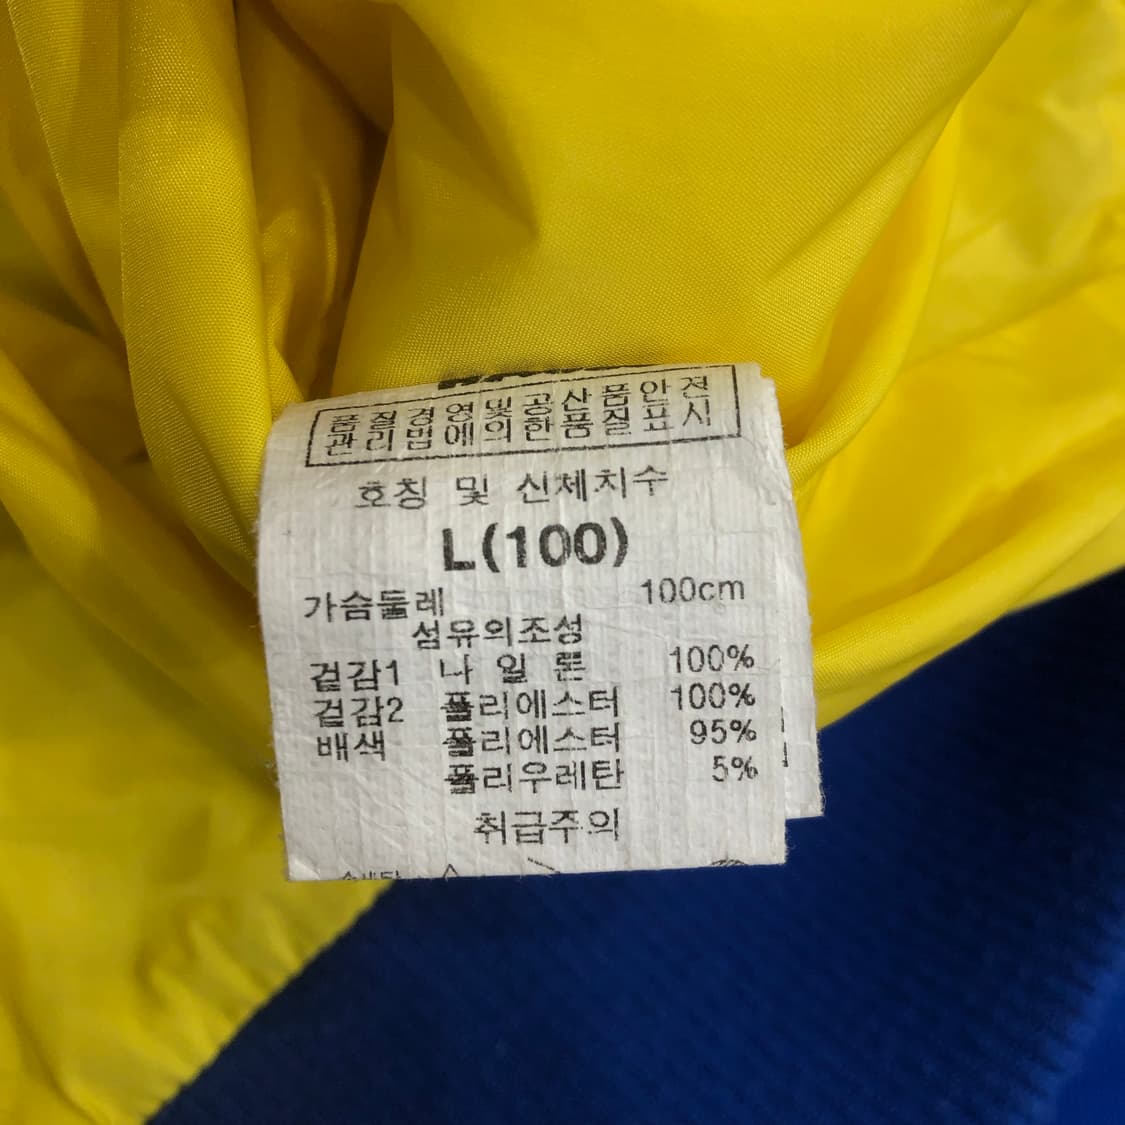 품질경영및공산품안전
관리법에의한품질표시
호칭 및 신체치수
L(100)
가슴둘레 100cm
섬유의조성
겉감1 나 일 론 100%
겉감2 폴리에스터 100%
배색 폴리에스터 95%
폴리우레탄 5%
취급주의